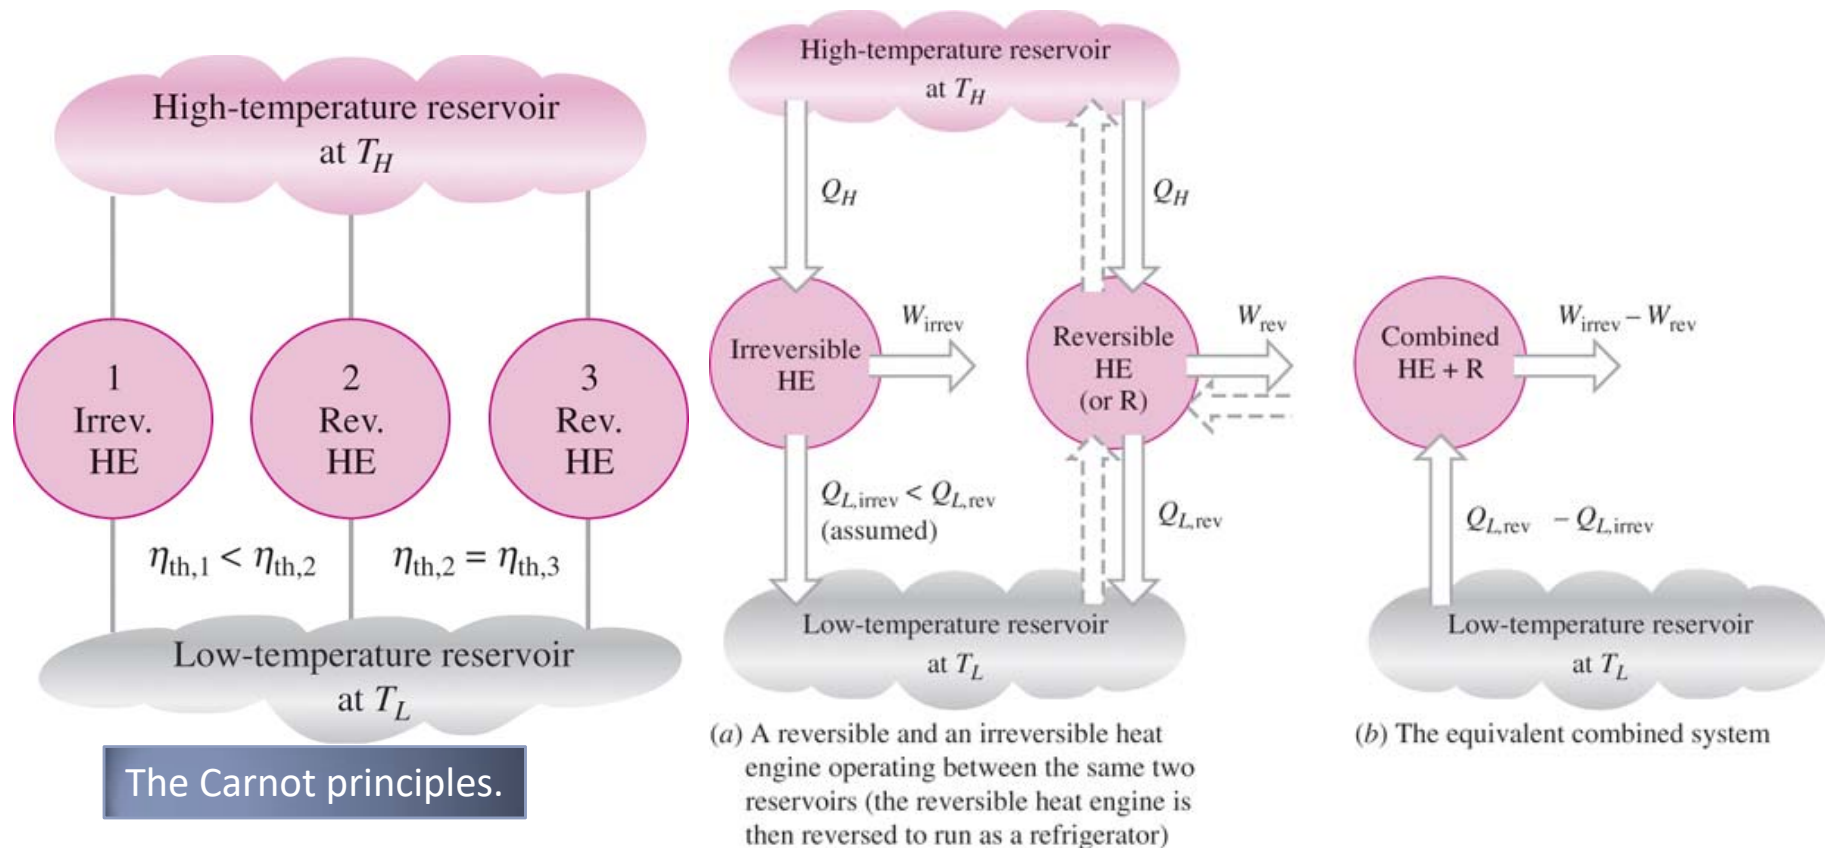 High-temperature reservoir
at T_H
1
Irrev.
HE
2
Rev.
HE
3
Rev.
HE
η_th,1 < η_th,2
η_th,2 = η_th,3
Low-temperature reservoir
at T_L
The Carnot principles.
High-temperature reservoir
at T_H
Q_H
Q_H
Irreversible
HE
W_irrev
Reversible
HE
(or R)
W_rev
Q_L,irrev < Q_L,rev
(assumed)
Q_L,rev
Low-temperature reservoir
at T_L
(a) A reversible and an irreversible heat
engine operating between the same two
reservoirs (the reversible heat engine is
then reversed to run as a refrigerator)
Combined
HE + R
W_irrev – W_rev
Q_L,rev – Q_L,irrev
Low-temperature reservoir
at T_L
(b) The equivalent combined system